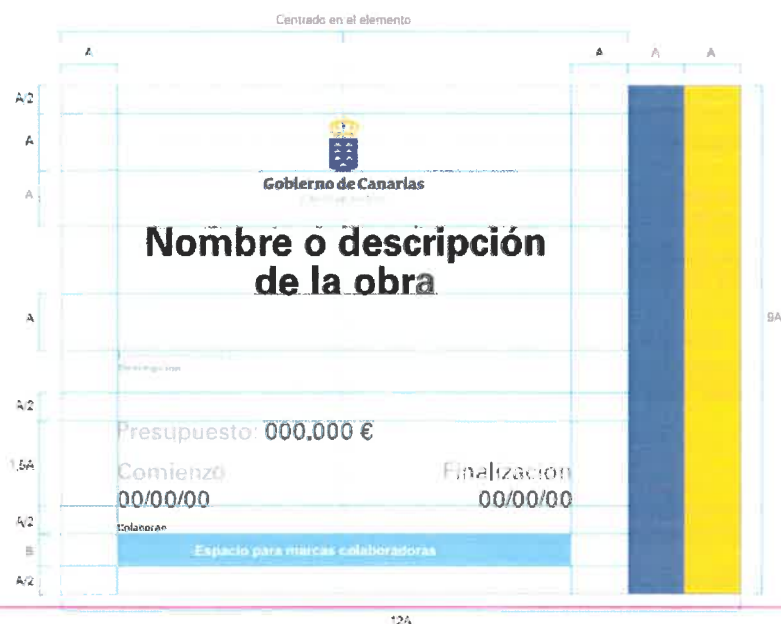 Centrado en el elemento
A A A A
A/2
A
Gobierno de Canarias
A
Nombre o descripción
de la obra
A
9A
A/2
Presupuesto: 000.000 €
1,5A
Comienzo Finalización
00/00/00 00/00/00
A/2
Colaboran
B
Espacio para marcas colaboradoras
A/2
12A